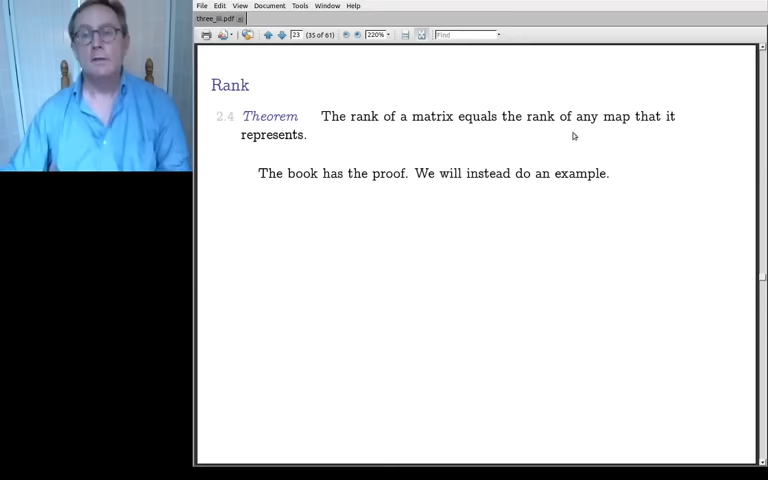 File Edit View Document Tools Window Help
three_iii.pdf
23 (35 of 61) 220% Find
Rank
2.4 Theorem The rank of a matrix equals the rank of any map that it
represents.
The book has the proof. We will instead do an example.